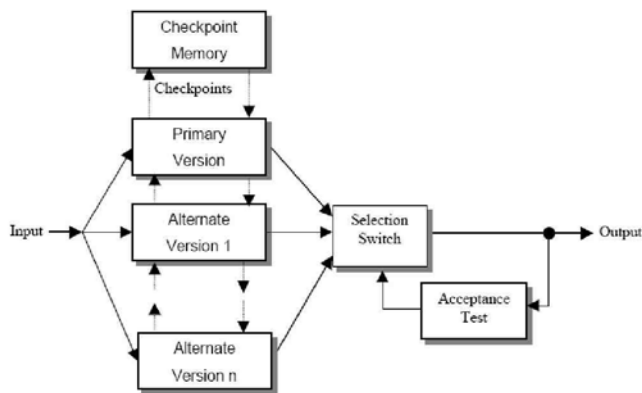 Checkpoint
Memory
Checkpoints
Primary
Version
Input
Alternate
Version 1
Selection
Switch
Output
Acceptance
Test
Alternate
Version n